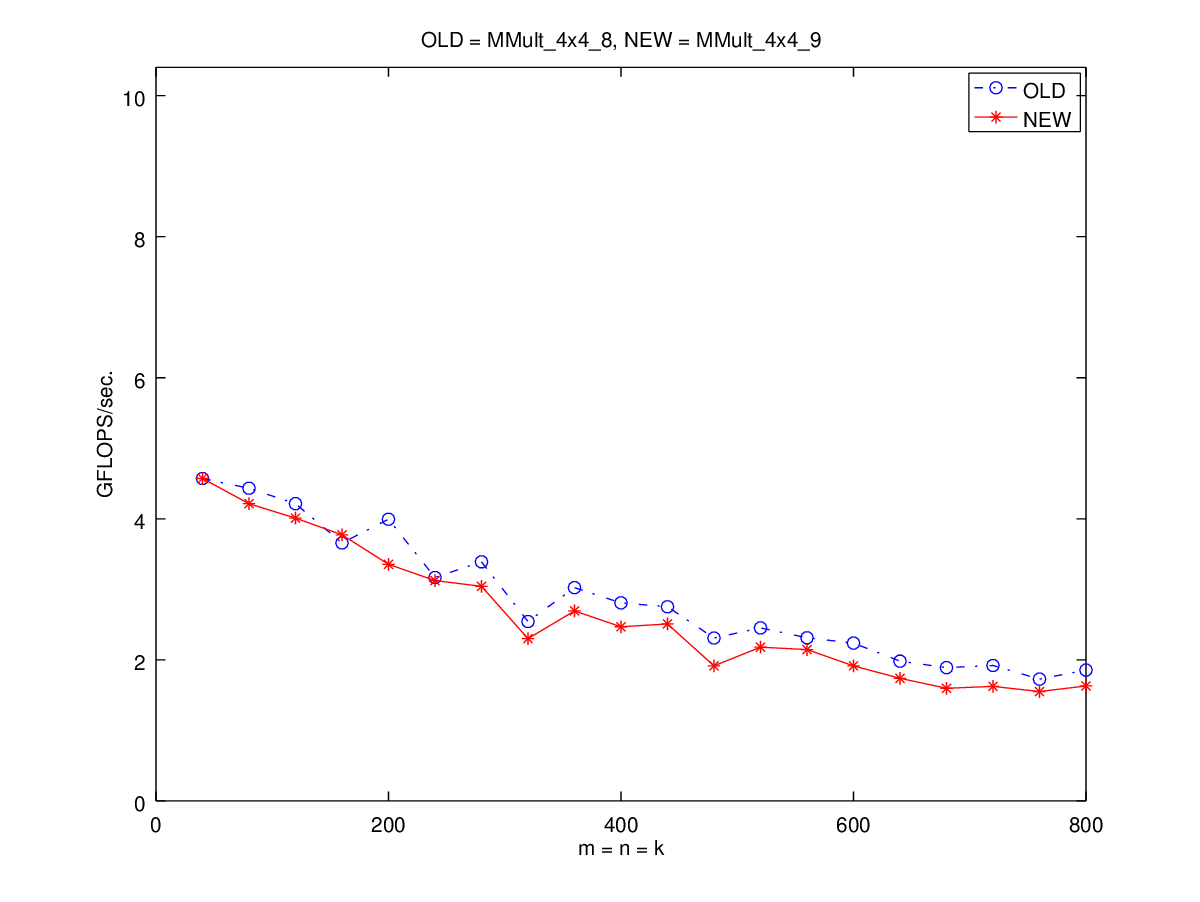 OLD = MMult_4x4_8, NEW = MMult_4x4_9
OLD
NEW
10
8
6
4
2
0
GFLOPS/sec.
0 200 400 600 800
m = n = k